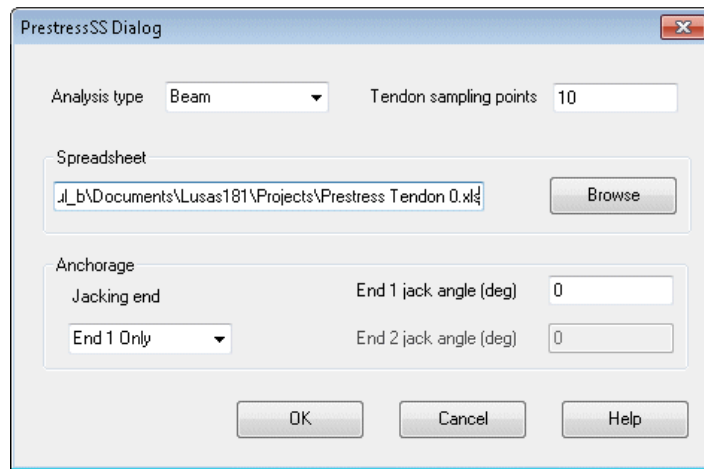 PrestressSS Dialog
Analysis type Beam Tendon sampling points 10
Spreadsheet
ul_b\Documents\Lusas181\Projects\Prestress Tendon 0.xls Browse
Anchorage
Jacking end End 1 jack angle (deg) 0
End 1 Only End 2 jack angle (deg) 0
OK Cancel Help